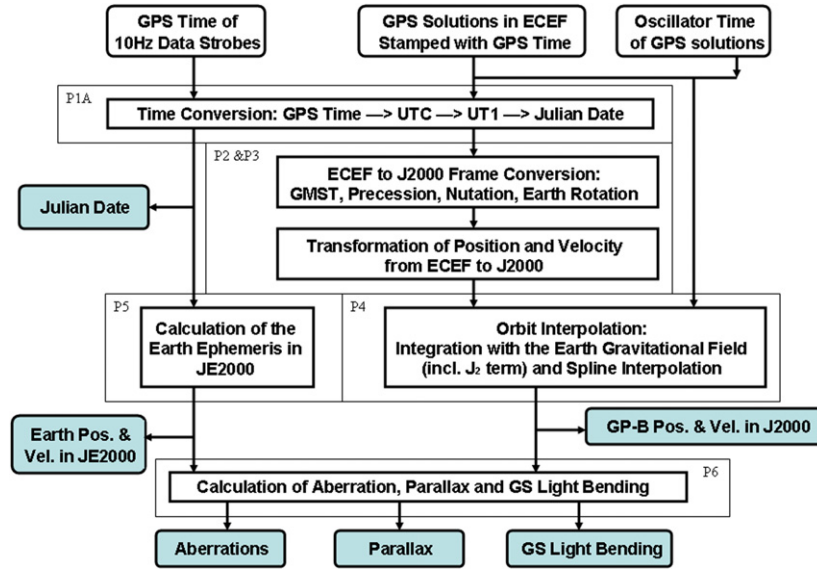 GPS Time of
10Hz Data Strobes
GPS Solutions in ECEF
Stamped with GPS Time
Oscillator Time
of GPS solutions
P1A
Time Conversion: GPS Time —> UTC —> UT1 —> Julian Date
P2 &P3
ECEF to J2000 Frame Conversion:
GMST, Precession, Nutation, Earth Rotation
Julian Date
Transformation of Position and Velocity
from ECEF to J2000
P5
Calculation of the
Earth Ephemeris in
JE2000
P4
Orbit Interpolation:
Integration with the Earth Gravitational Field
(incl. J₂ term) and Spline Interpolation
Earth Pos. &
Vel. in JE2000
GP-B Pos. & Vel. in J2000
P6
Calculation of Aberration, Parallax and GS Light Bending
Aberrations
Parallax
GS Light Bending